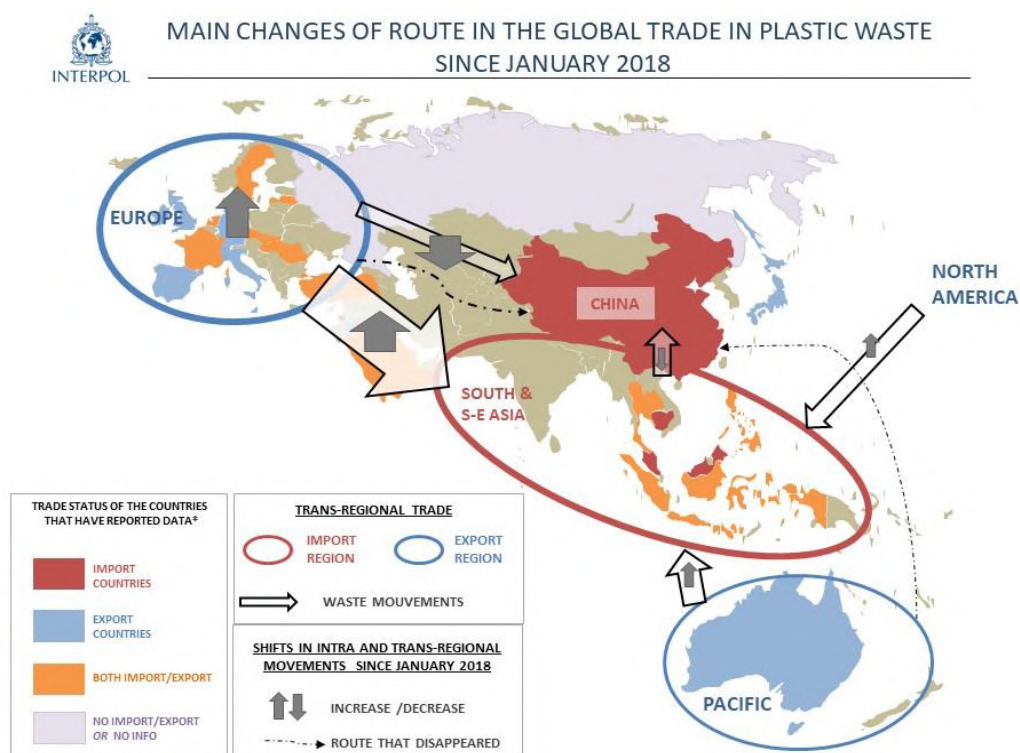 INTERPOL
MAIN CHANGES OF ROUTE IN THE GLOBAL TRADE IN PLASTIC WASTE
SINCE JANUARY 2018
EUROPE
CHINA
NORTH
AMERICA
SOUTH &
S-E ASIA
PACIFIC
TRADE STATUS OF THE COUNTRIES
THAT HAVE REPORTED DATA*
IMPORT
COUNTRIES
EXPORT
COUNTRIES
BOTH IMPORT/EXPORT
NO IMPORT/EXPORT
OR NO INFO
TRANS-REGIONAL TRADE
IMPORT
REGION
EXPORT
REGION
WASTE MOUVEMENTS
SHIFTS IN INTRA AND TRANS-REGIONAL
MOVEMENTS SINCE JANUARY 2018
INCREASE /DECREASE
ROUTE THAT DISAPPEARED